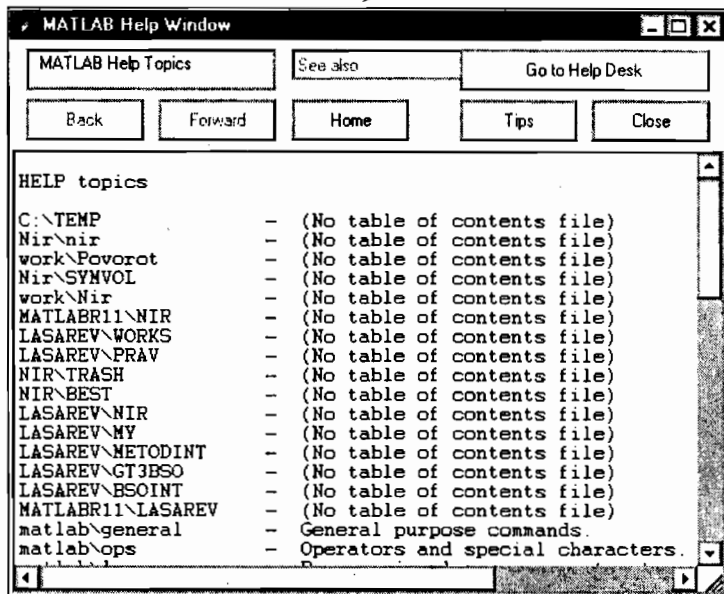 MATLAB Help Window
MATLAB Help Topics
See also
Go to Help Desk
Back
Forward
Home
Tips
Close
HELP topics
C:\TEMP - (No table of contents file)
Nir\nir - (No table of contents file)
work\Povorot - (No table of contents file)
Nir\SYMVOL - (No table of contents file)
work\Nir - (No table of contents file)
MATLABR11\NIR - (No table of contents file)
LASAREV\WORKS - (No table of contents file)
LASAREV\PRAV - (No table of contents file)
NIR\TRASH - (No table of contents file)
NIR\BEST - (No table of contents file)
LASAREV\NIR - (No table of contents file)
LASAREV\MY - (No table of contents file)
LASAREV\METODINT - (No table of contents file)
LASAREV\GT3BSO - (No table of contents file)
LASAREV\BSOINT - (No table of contents file)
MATLABR11\LASAREV - (No table of contents file)
matlab\general - General purpose commands.
matlab\ops - Operators and special characters.